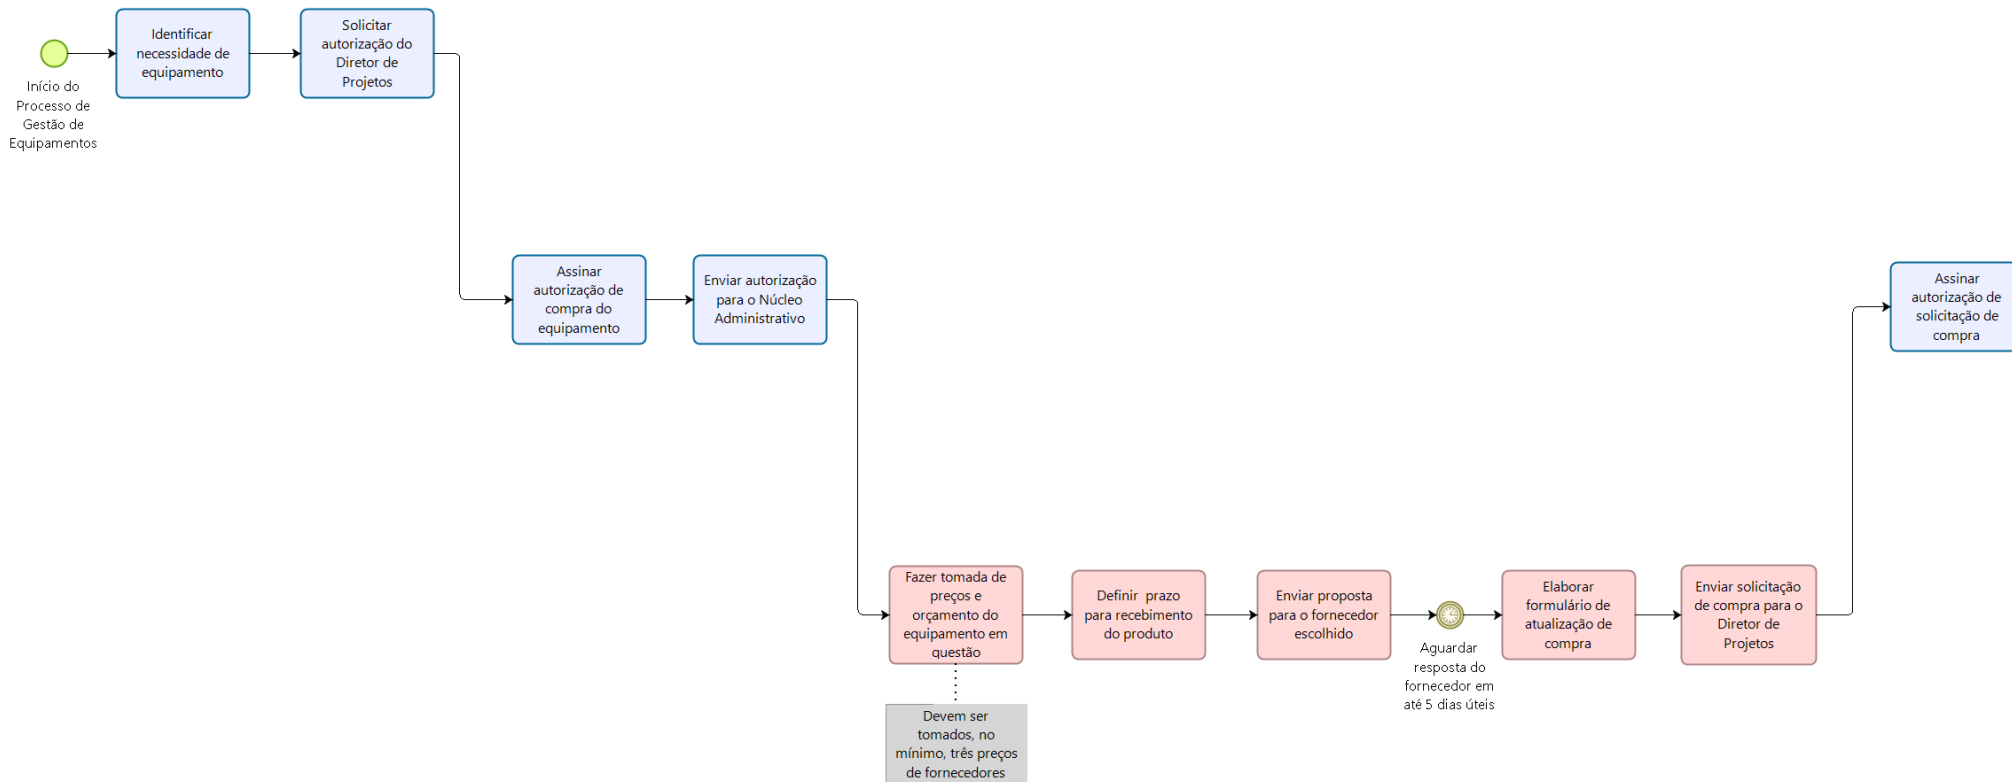 Início do
Processo de
Gestão de
Equipamentos
Identificar
necessidade de
equipamento
Solicitar
autorização do
Diretor de
Projetos
Assinar
autorização de
compra do
equipamento
Enviar autorização
para o Núcleo
Administrativo
Fazer tomada de
preços e
orçamento do
equipamento em
questão
Devem ser
tomados, no
mínimo, três preços
de fornecedores
Definir  prazo
para recebimento
do produto
Enviar proposta
para o fornecedor
escolhido
Aguardar
resposta do
fornecedor em
até 5 dias úteis
Elaborar
formulário de
atualização de
compra
Enviar solicitação
de compra para o
Diretor de
Projetos
Assinar
autorização de
solicitação de
compra